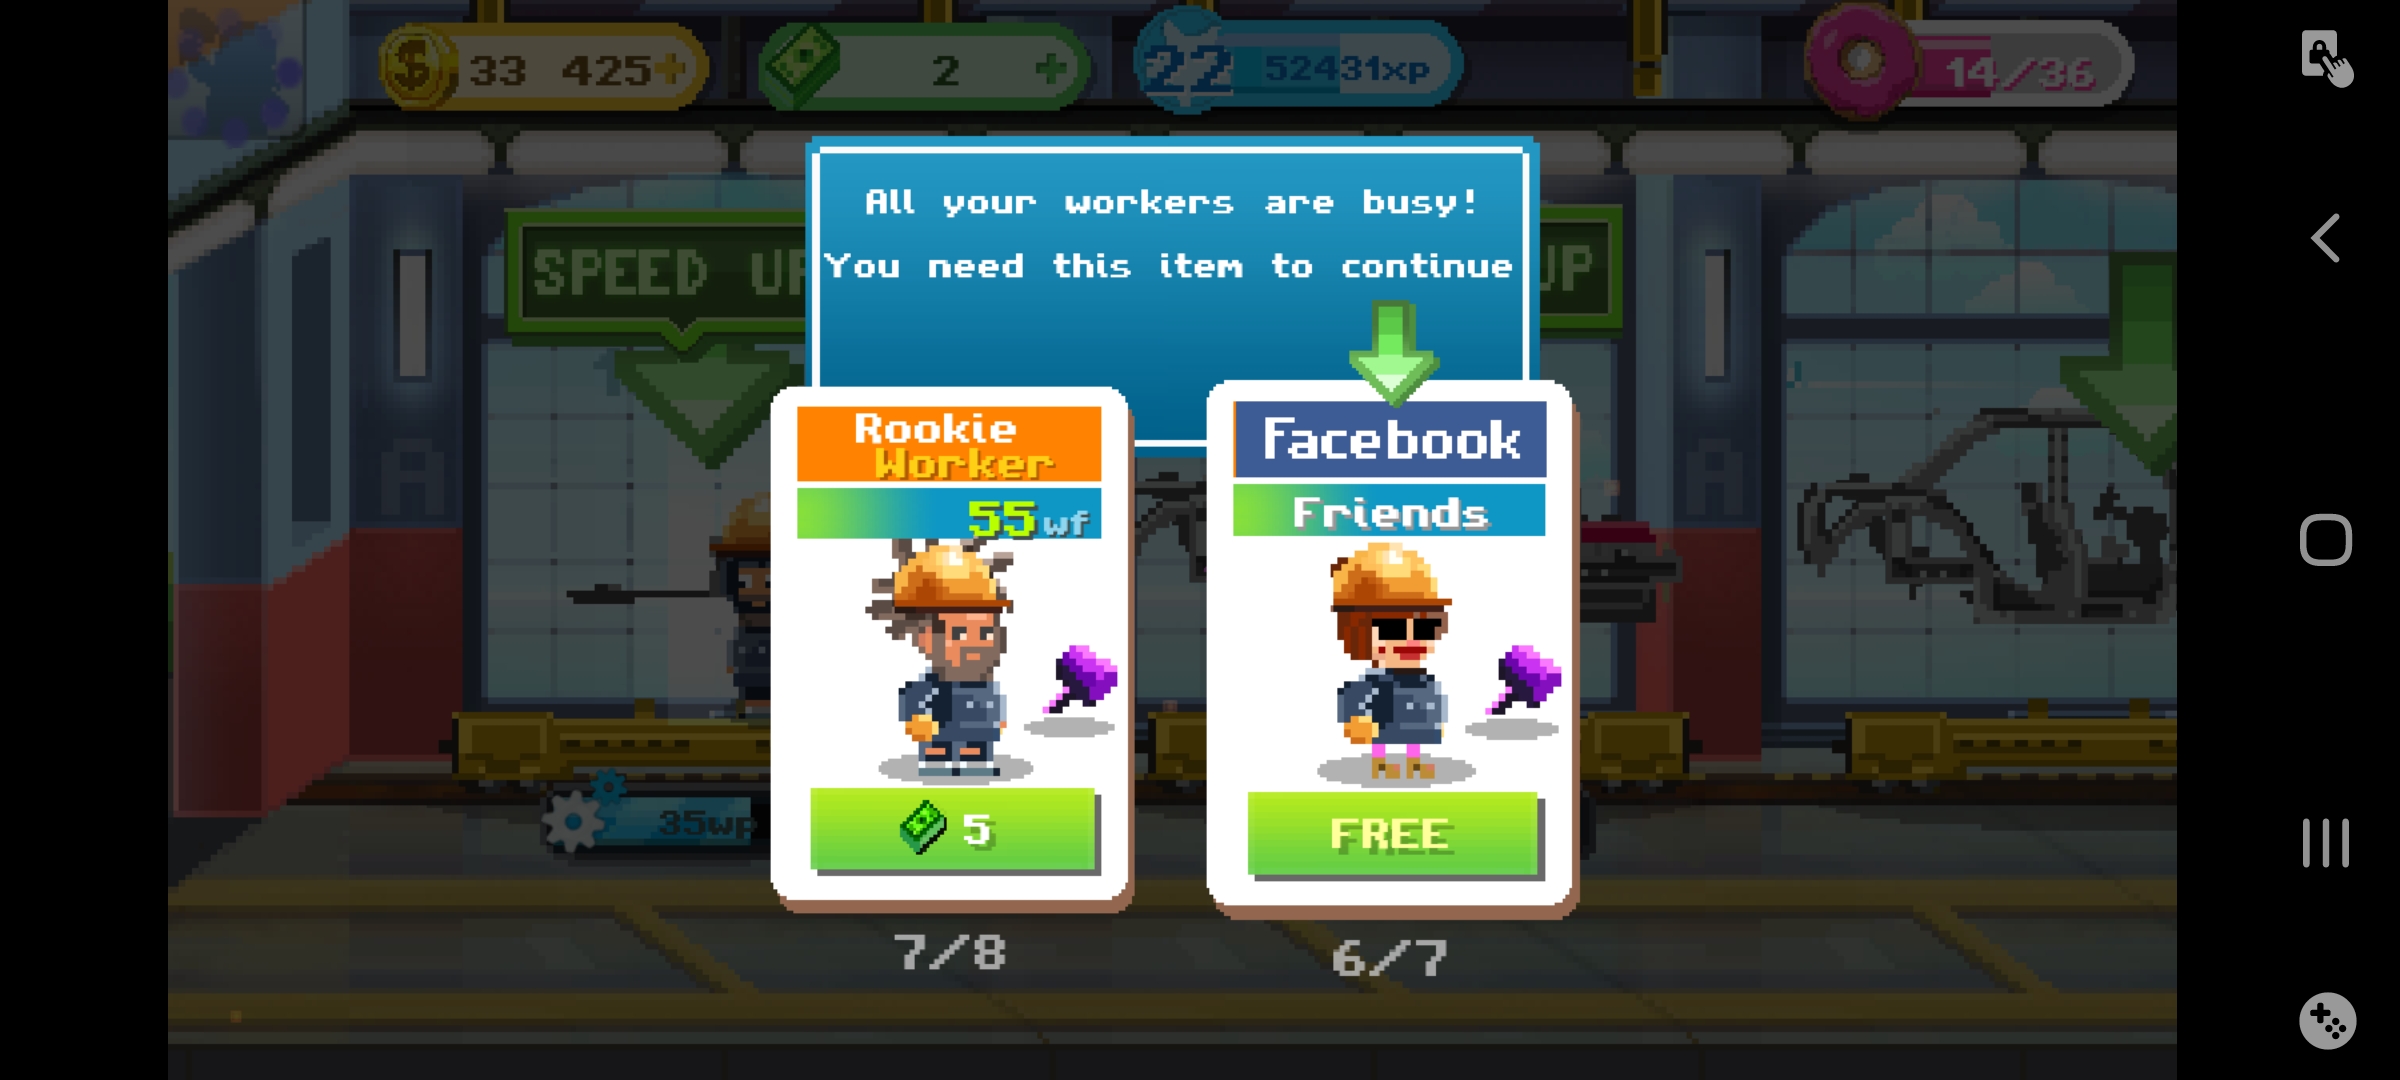 33 425
2
22
52431xp
14/36
All your workers are busy!
You need this item to continue
SPEED UP
UP
Rookie
Worker
55wf
5
7/8
Facebook
Friends
FREE
6/7
35wp
A
A